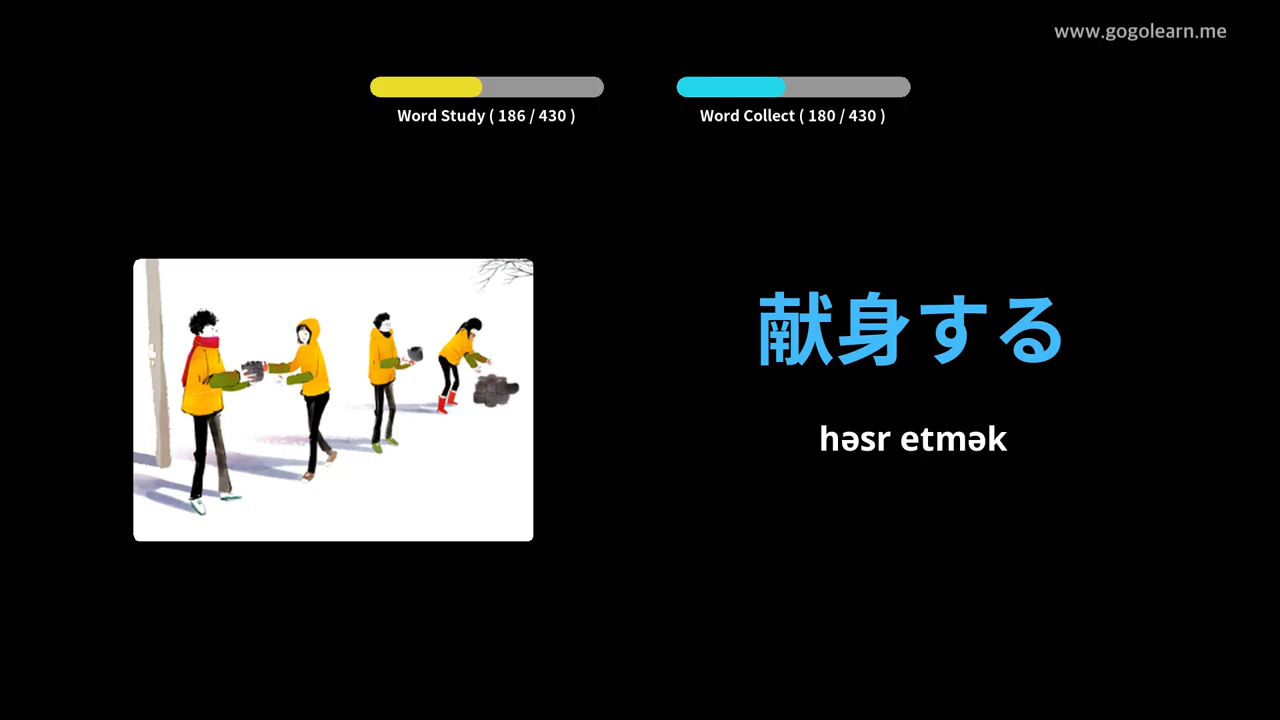 www.gogolearn.me
Word Study ( 186 / 430 )
Word Collect ( 180 / 430 )
献身する
həsr etmək